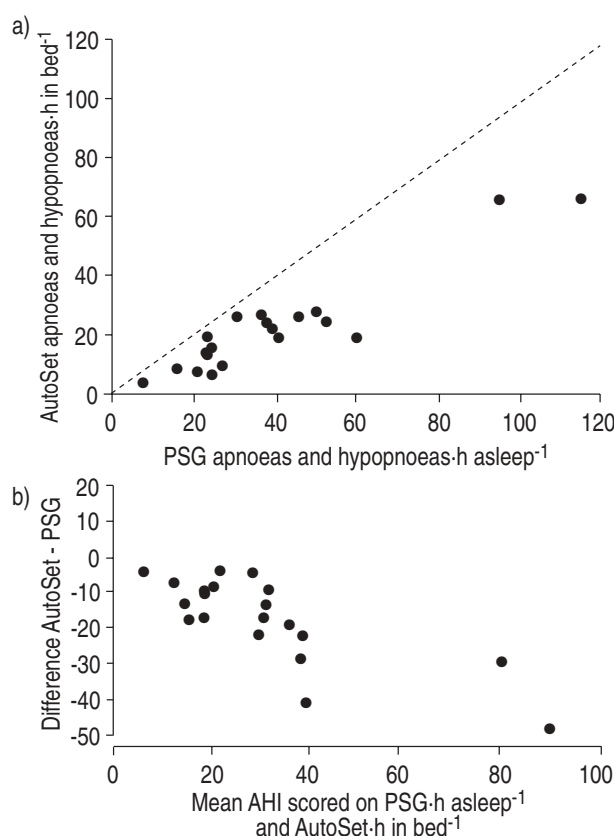 a)
AutoSet apnoeas and hypopnoeas·h in bed-1
120
100
80
60
40
20
0
0 20 40 60 80 100 120
PSG apnoeas and hypopnoeas·h asleep-1
b)
Difference AutoSet - PSG
20
10
0
-10
-20
-30
-40
-50
0 20 40 60 80 100
Mean AHI scored on PSG·h asleep-1
and AutoSet·h in bed-1